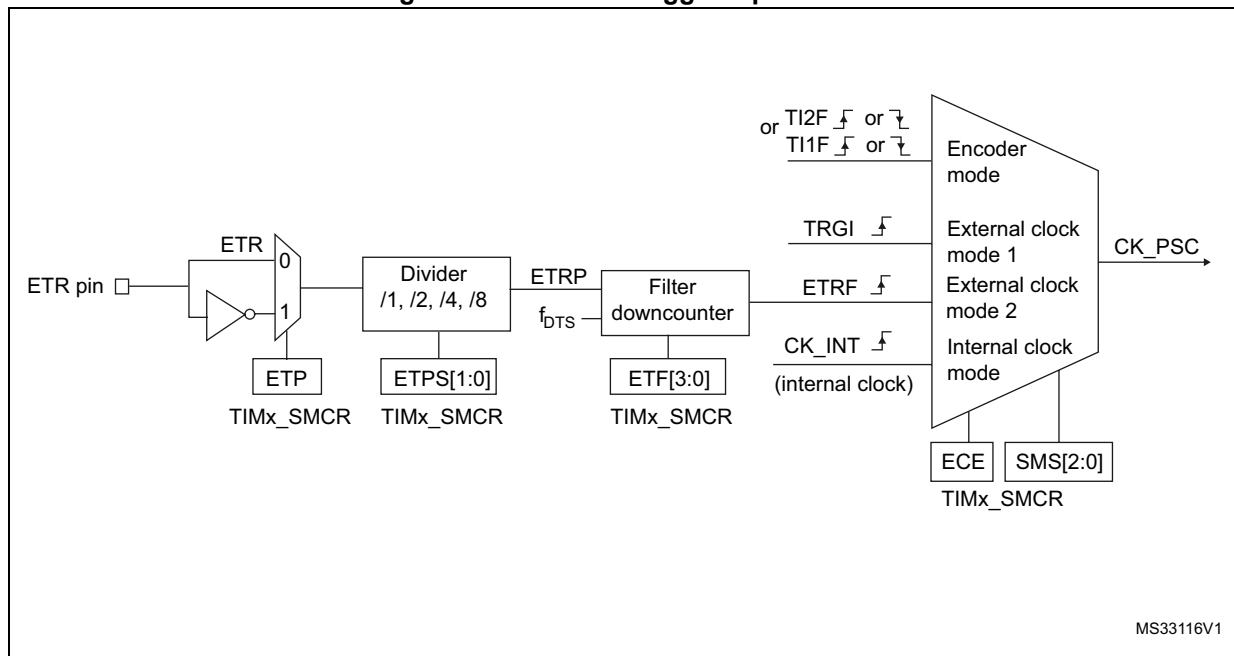 or TI2F or
TI1F or
Encoder
mode
TRGI
External clock
mode 1
CK_PSC
ETR
0
ETR pin
1
Divider
/1, /2, /4, /8
ETRP
fDTS
Filter
downcounter
ETRF
External clock
mode 2
CK_INT
(internal clock)
Internal clock
mode
ETP
TIMx_SMCR
ETPS[1:0]
TIMx_SMCR
ETF[3:0]
TIMx_SMCR
ECE
SMS[2:0]
TIMx_SMCR
MS33116V1